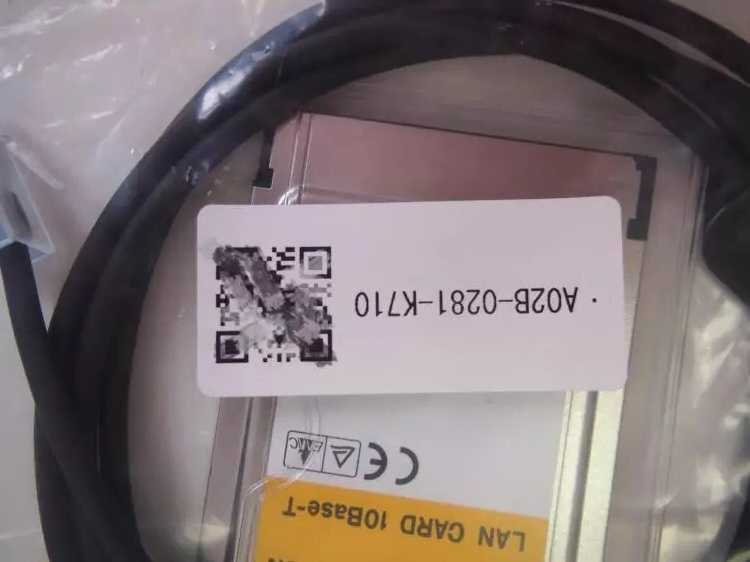 · A02B-0281-K710
CE
LAN CARD 10Base-T